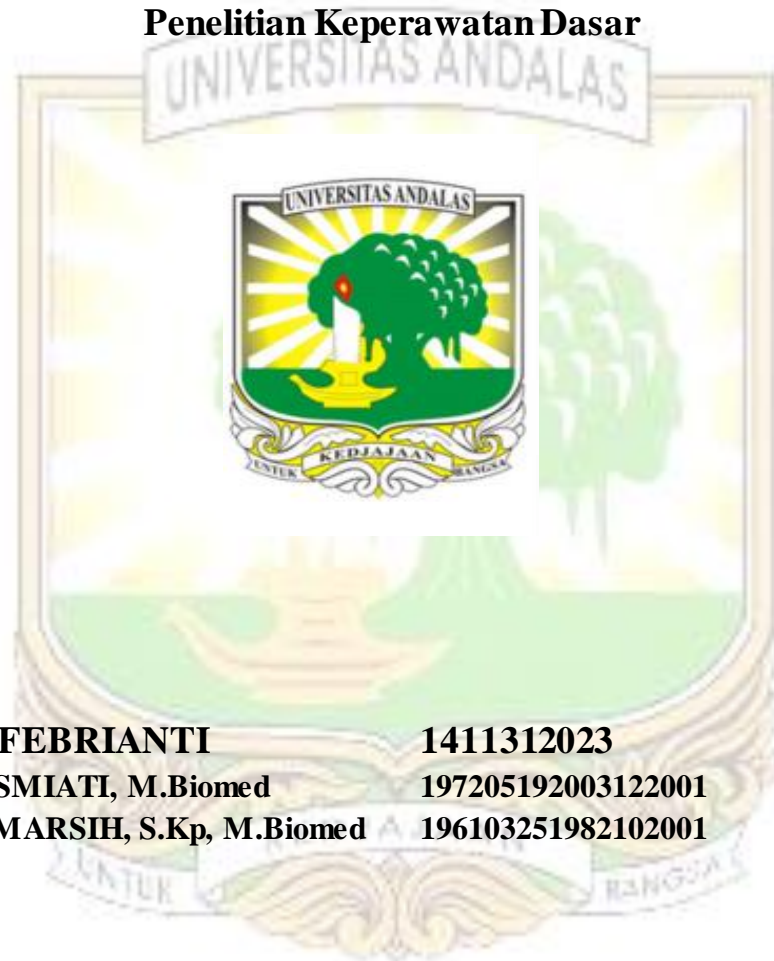 Penelitian Keperawatan Dasar
UNIVERSITAS ANDALAS
UNIVERSITAS ANDALAS
UNTUK KEDJAJAAN BANGSA
FEBRIANTI 1411312023
SMIATI, M.Biomed 197205192003122001
MARSIH, S.Kp, M.Biomed 196103251982102001
UNTUK BANGSA